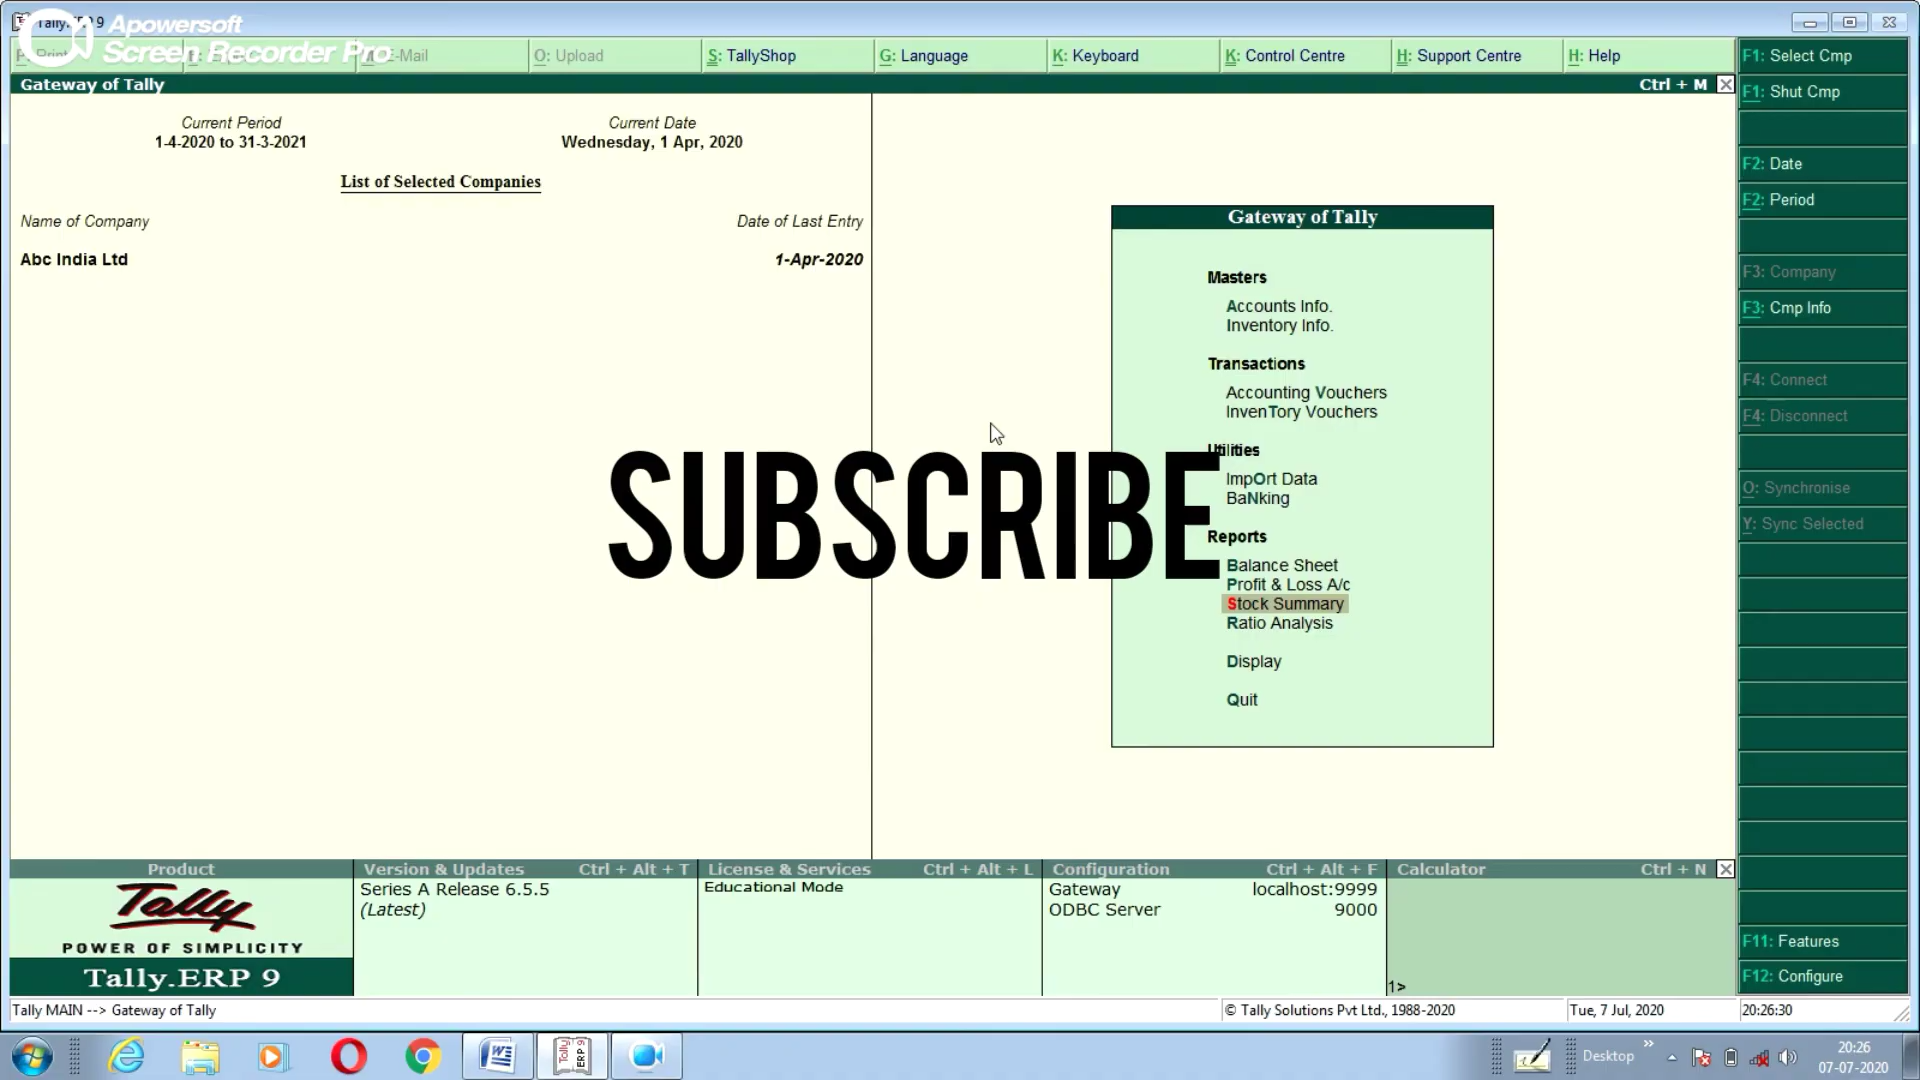 Tally.ERP 9
Apowersoft
Screen Recorder Pro
E-Mail
O: Upload
S: TallyShop
G: Language
K: Keyboard
K: Control Centre
H: Support Centre
H: Help
Gateway of Tally
Ctrl + M
Current Period
1-4-2020 to 31-3-2021
Current Date
Wednesday, 1 Apr, 2020
List of Selected Companies
Name of Company
Date of Last Entry
Abc India Ltd
1-Apr-2020
SUBSCRIBE
Gateway of Tally
Masters
Accounts Info.
Inventory Info.
Transactions
Accounting Vouchers
InvenTory Vouchers
Utilities
ImpOrt Data
BaNking
Reports
Balance Sheet
Profit & Loss A/c
Stock Summary
Ratio Analysis
Display
Quit
F1: Select Cmp
F1: Shut Cmp
F2: Date
F2: Period
F3: Company
F3: Cmp Info
F4: Connect
F4: Disconnect
O: Synchronise
Y: Sync Selected
F11: Features
F12: Configure
Product
Tally
POWER OF SIMPLICITY
Tally.ERP 9
Version & Updates Ctrl + Alt + T
Series A Release 6.5.5
(Latest)
License & Services Ctrl + Alt + L
Educational Mode
Configuration Ctrl + Alt + F
Gateway localhost:9999
ODBC Server 9000
Calculator Ctrl + N
1>
Tally MAIN --> Gateway of Tally
© Tally Solutions Pvt Ltd., 1988-2020
Tue, 7 Jul, 2020
20:26:30
Desktop
20:26
07-07-2020